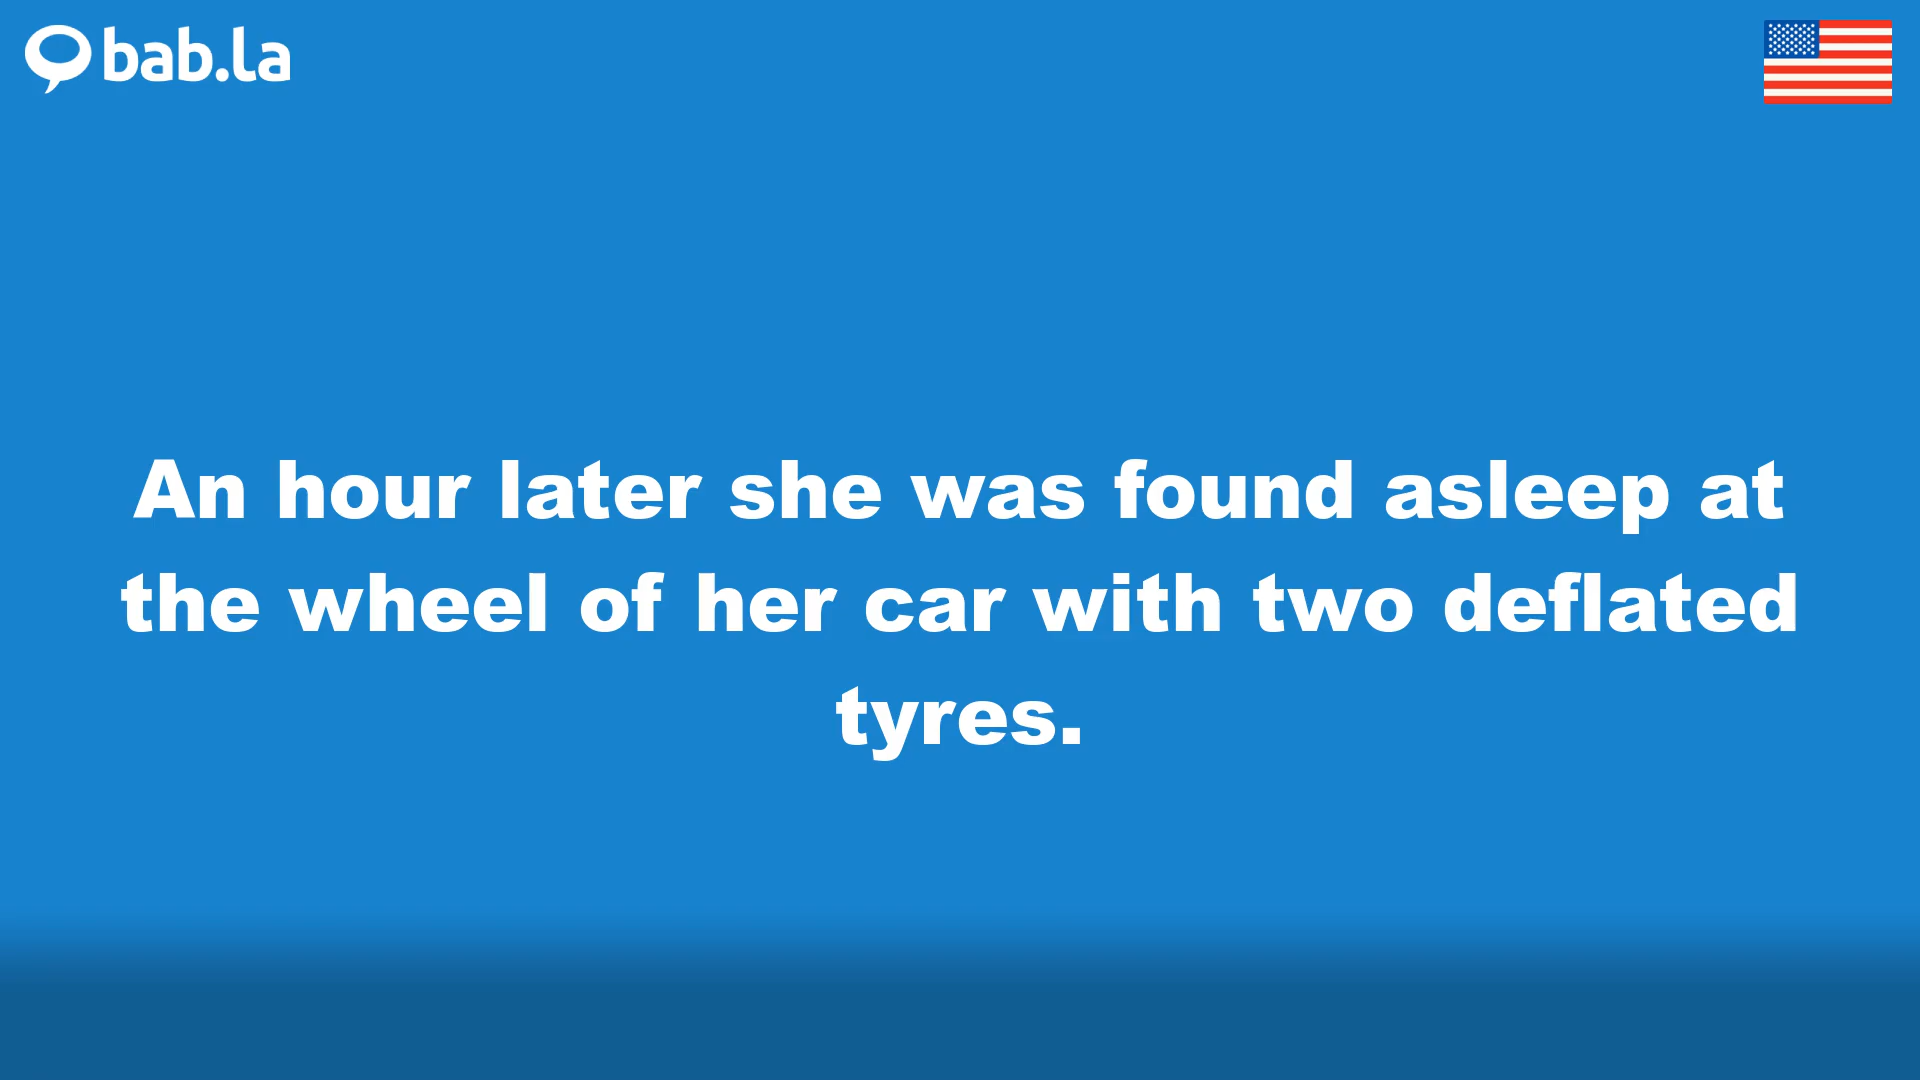 bab.la
An hour later she was found asleep at
the wheel of her car with two deflated
tyres.